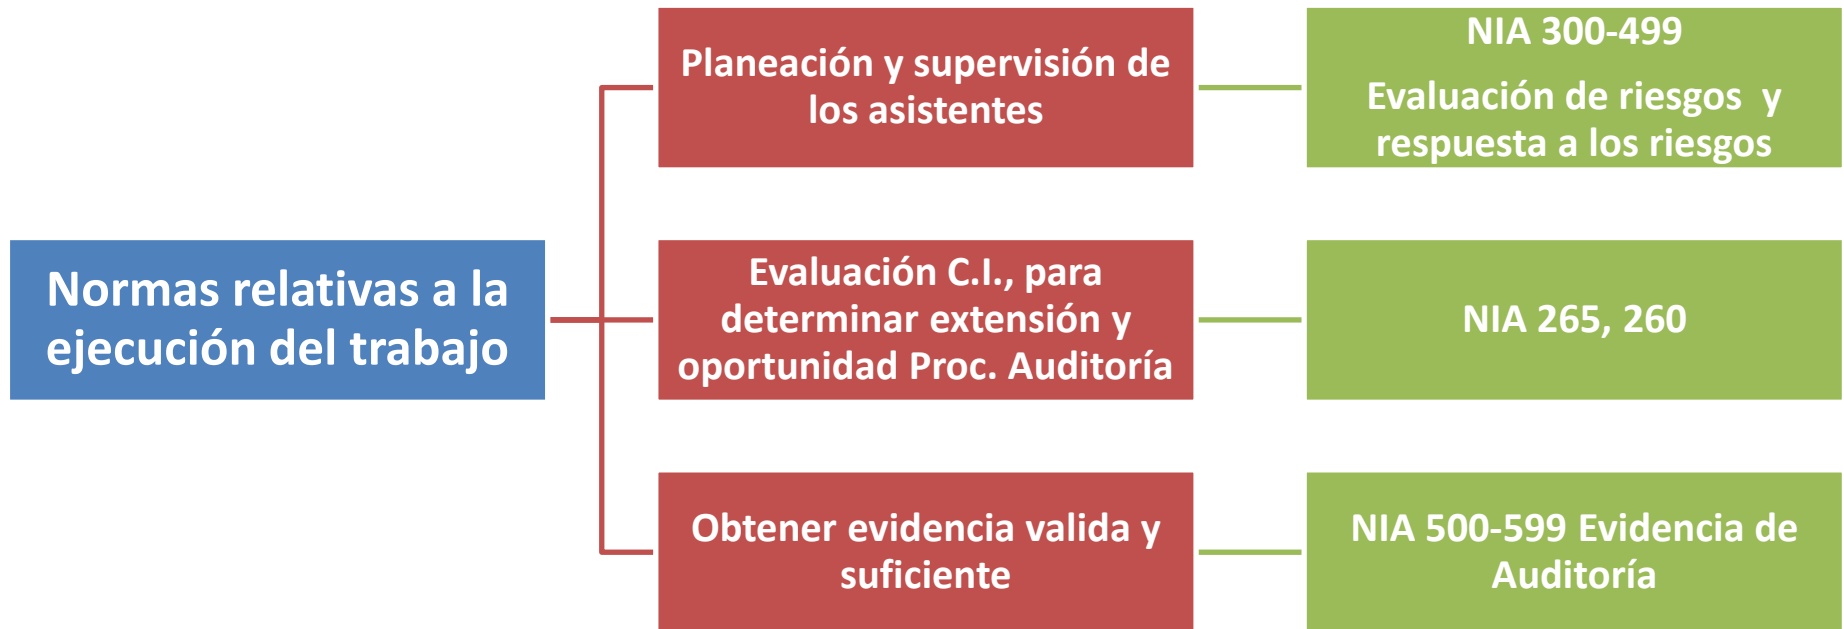 Normas relativas a la
ejecución del trabajo
Planeación y supervisión de
los asistentes
NIA 300-499
Evaluación de riesgos y
respuesta a los riesgos
Evaluación C.I., para
determinar extensión y
oportunidad Proc. Auditoría
NIA 265, 260
Obtener evidencia valida y
suficiente
NIA 500-599 Evidencia de
Auditoría